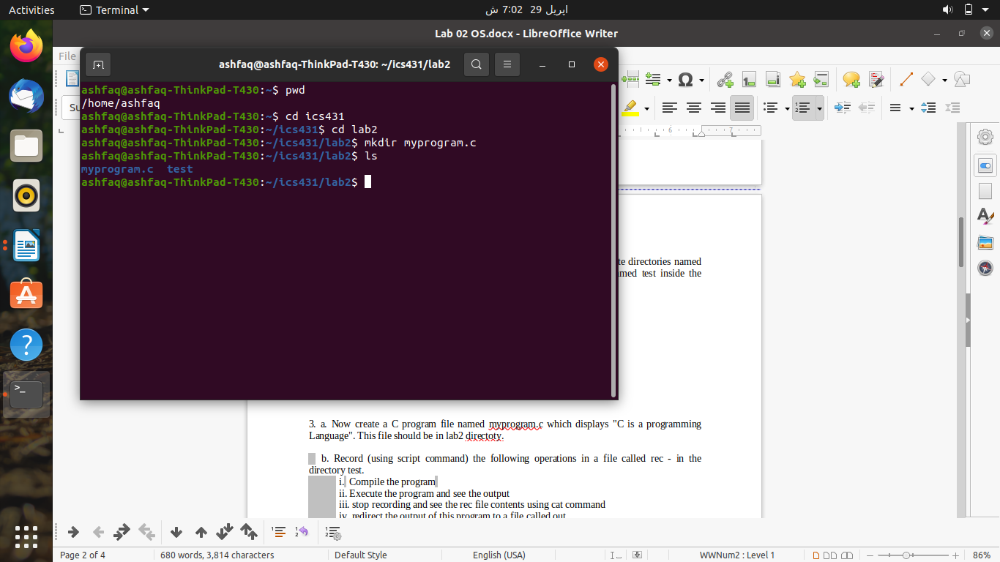 Activities
Terminal
اپریل 29 7:02 ش
Lab 02 OS.docx - LibreOffice Writer
File
ashfaq@ashfaq-ThinkPad-T430: ~/ics431/lab2
ashfaq@ashfaq-ThinkPad-T430:~$ pwd
/home/ashfaq
ashfaq@ashfaq-ThinkPad-T430:~$ cd ics431
ashfaq@ashfaq-ThinkPad-T430:~/ics431$ cd lab2
ashfaq@ashfaq-ThinkPad-T430:~/ics431/lab2$ mkdir myprogram.c
ashfaq@ashfaq-ThinkPad-T430:~/ics431/lab2$ ls
myprogram.c test
ashfaq@ashfaq-ThinkPad-T430:~/ics431/lab2$
6 7
directories named
test inside the
3. a. Now create a C program file named myprogram.c which displays "C is a programming
Language". This file should be in lab2 directoty.
b. Record (using script command) the following operations in a file called rec - in the
directory test.
i. Compile the program
ii. Execute the program and see the output
iii. stop recording and see the rec file contents using cat command
iv. redirect the output of this program to a file called out
Page 2 of 4
680 words, 3,814 characters
Default Style
English (USA)
WWNum2 : Level 1
86%